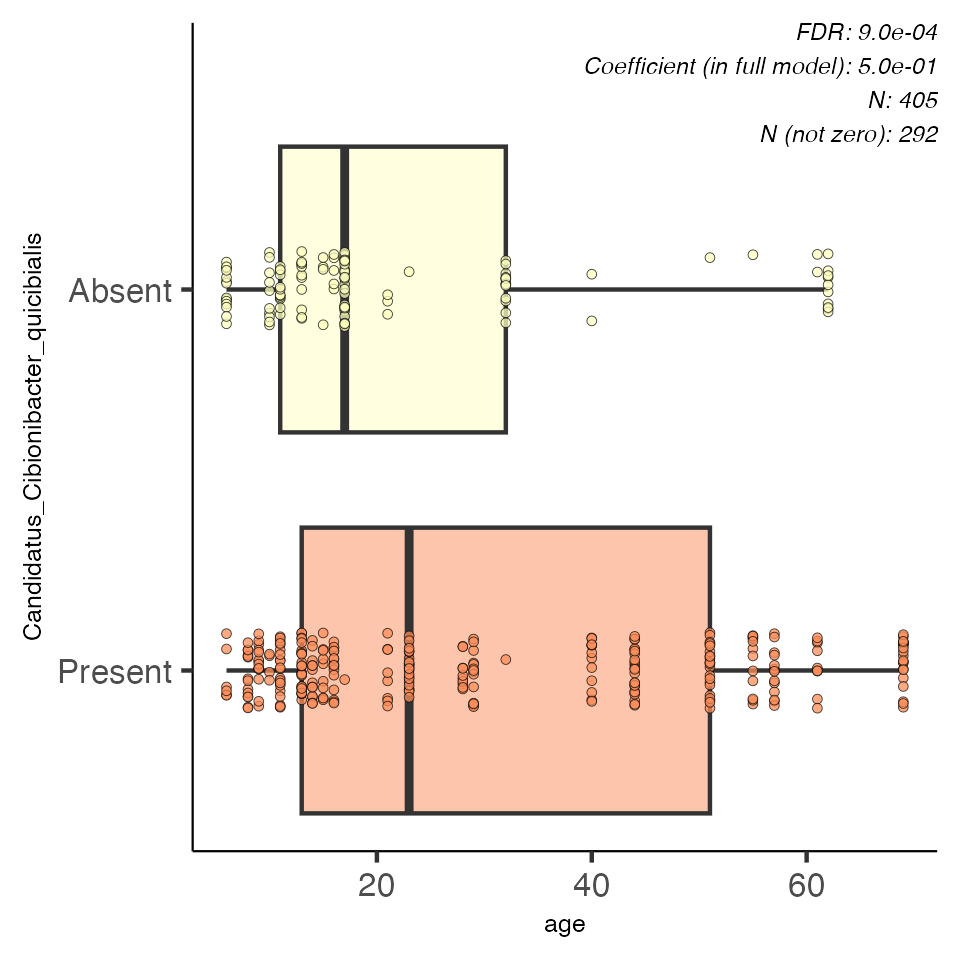 FDR: 9.0e-04
Coefficient (in full model): 5.0e-01
N: 405
N (not zero): 292
Candidatus_Cibionibacter_quicibialis
Absent
Present
20
40
60
age